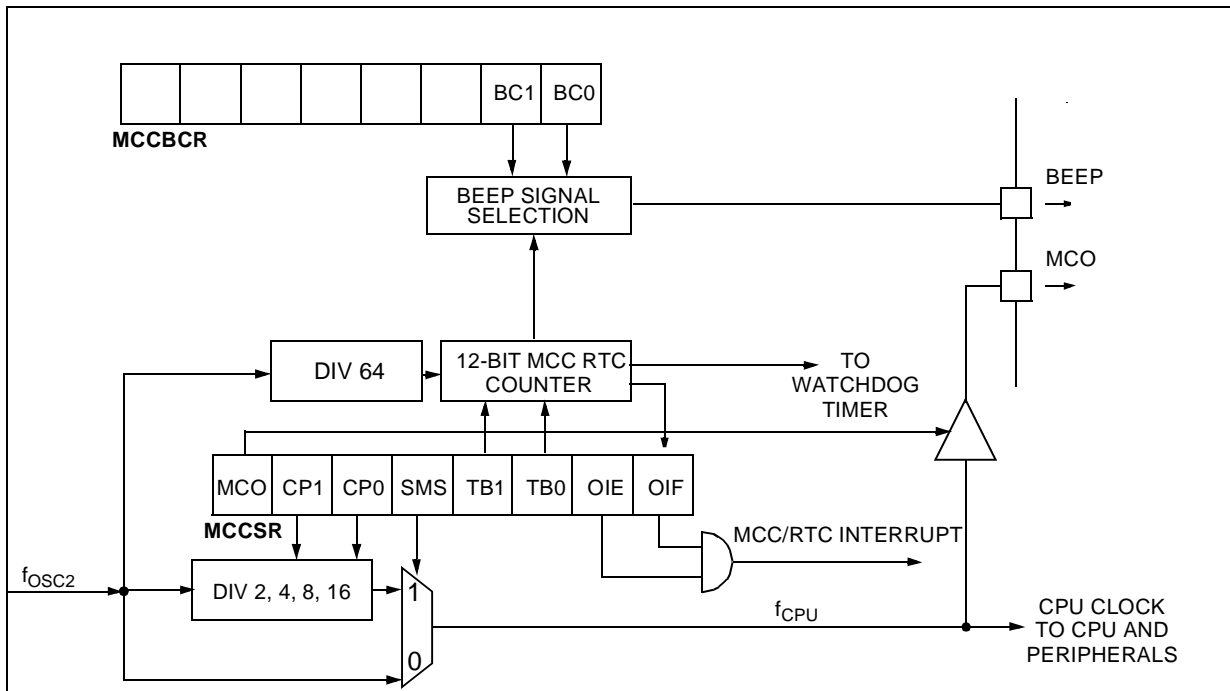 BC1 BC0
MCCBCR
BEEP SIGNAL
SELECTION
BEEP
MCO
DIV 64
12-BIT MCC RTC
COUNTER
TO
WATCHDOG
TIMER
MCO CP1 CP0 SMS TB1 TB0 OIE OIF
MCCSR
MCC/RTC INTERRUPT
fOSC2
DIV 2, 4, 8, 16
1
0
fCPU
CPU CLOCK
TO CPU AND
PERIPHERALS